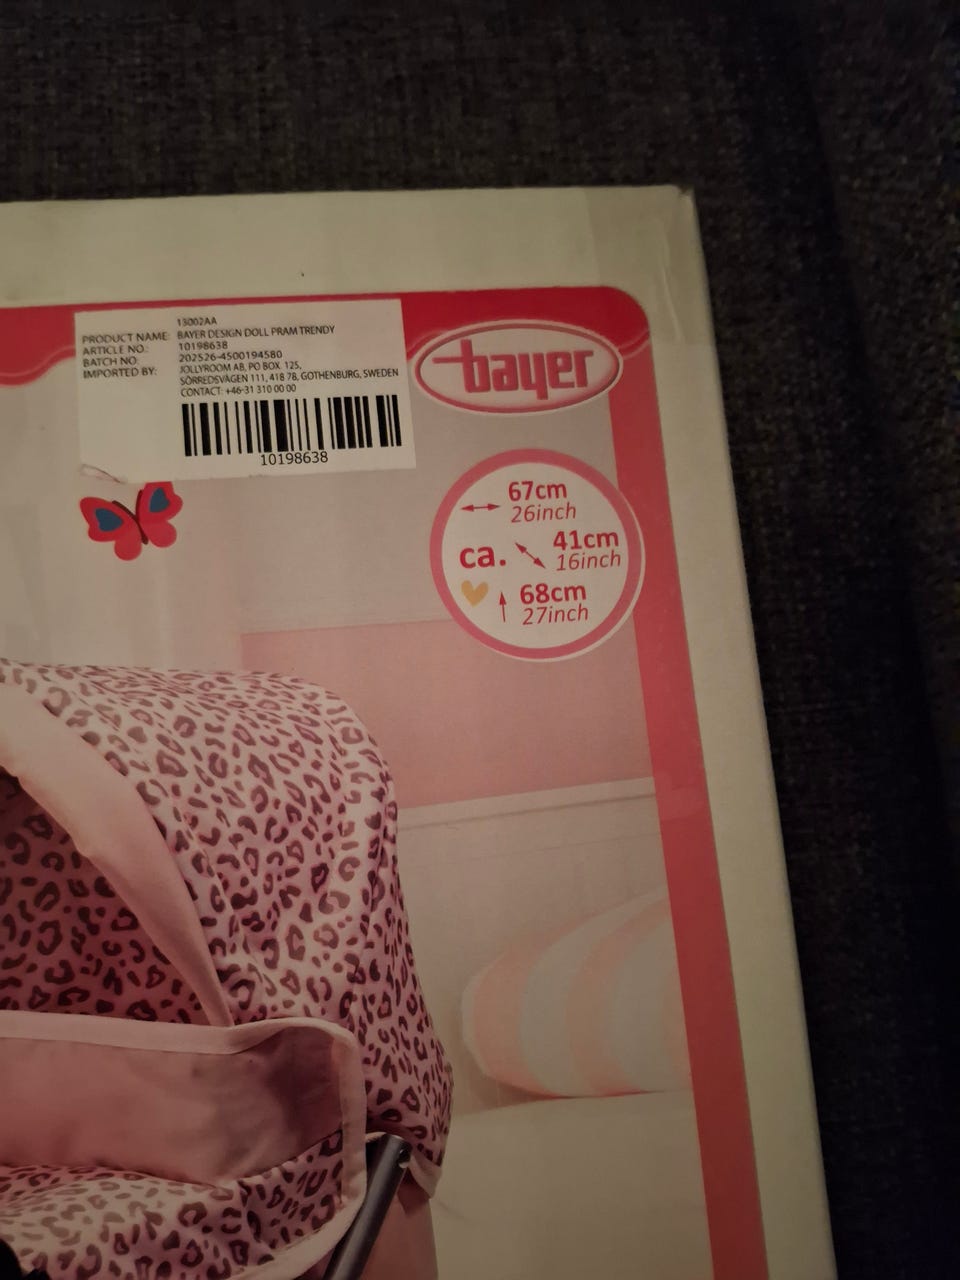 13002AA
PRODUCT NAME: BAYER DESIGN DOLL PRAM TRENDY
ARTICLE NO.: 10198638
BATCH NO: 202526-4500194580
IMPORTED BY: JOLLYROOM AB, PO BOX. 125,
SÖRREDSVÄGEN 111, 418 78, GOTHENBURG, SWEDEN
CONTACT: +46-31 310 00 00
10198638
bayer
67cm
26inch
ca. 41cm
16inch
68cm
27inch